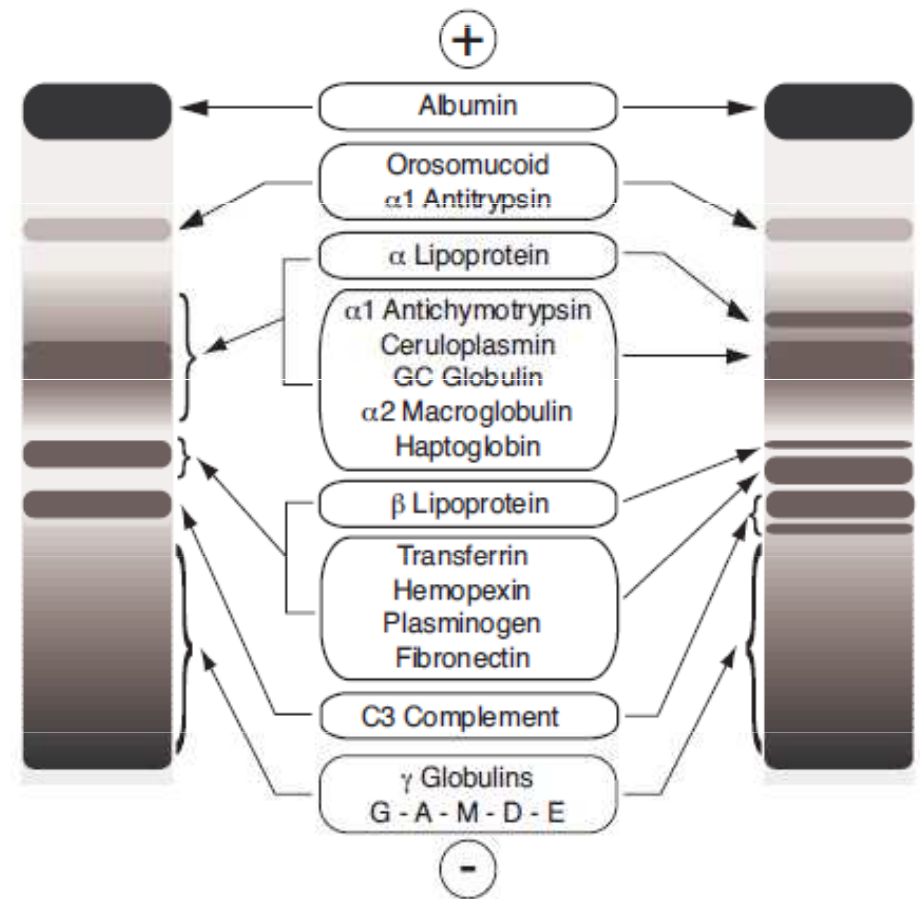 +
Albumin
Orosomucoid
α1 Antitrypsin
α Lipoprotein
α1 Antichymotrypsin
Ceruloplasmin
GC Globulin
α2 Macroglobulin
Haptoglobin
β Lipoprotein
Transferrin
Hemopexin
Plasminogen
Fibronectin
C3 Complement
γ Globulins
G - A - M - D - E
-